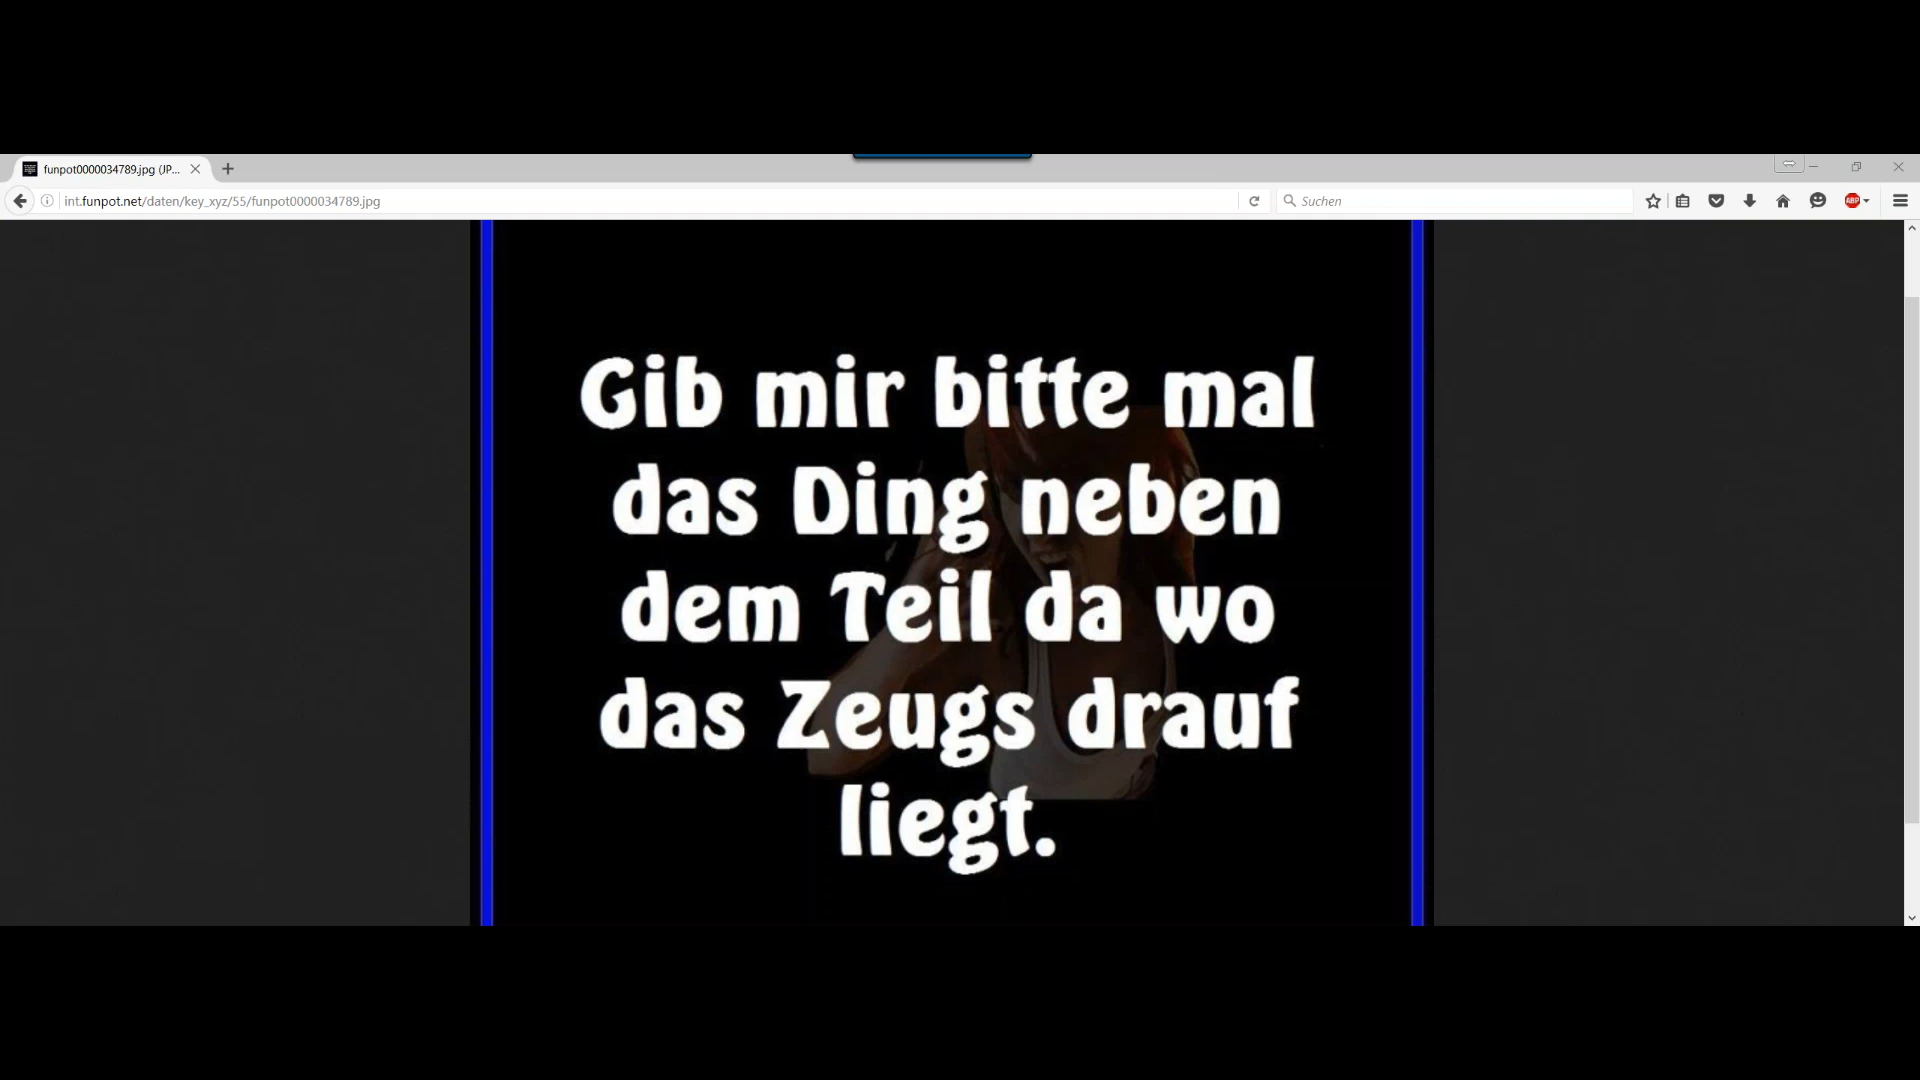 funpot0000034789.jpg (JP...
int.funpot.net/daten/key_xyz/55/funpot0000034789.jpg
Suchen
ABP
Gib mir bitte mal
das Ding neben
dem Teil da wo
das Zeugs drauf
liegt.